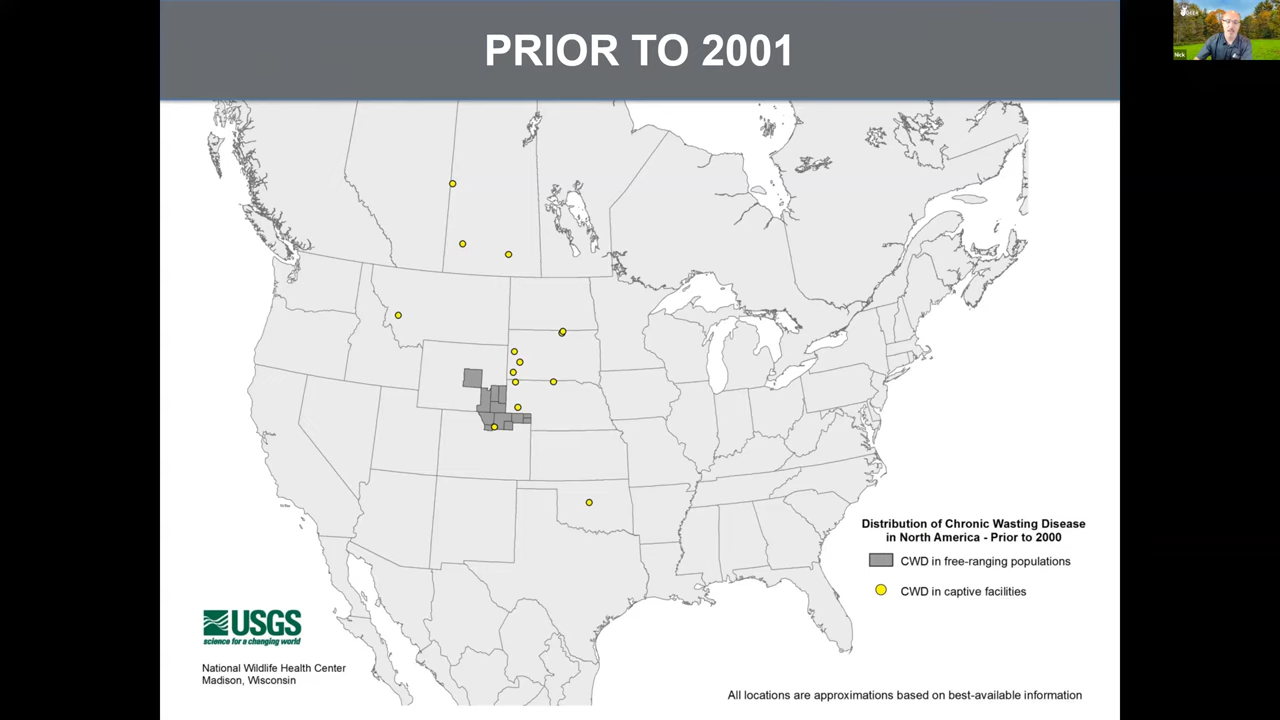 PRIOR TO 2001
Nick
Distribution of Chronic Wasting Disease
in North America - Prior to 2000
CWD in free-ranging populations
CWD in captive facilities
USGS
science for a changing world
National Wildlife Health Center
Madison, Wisconsin
All locations are approximations based on best-available information